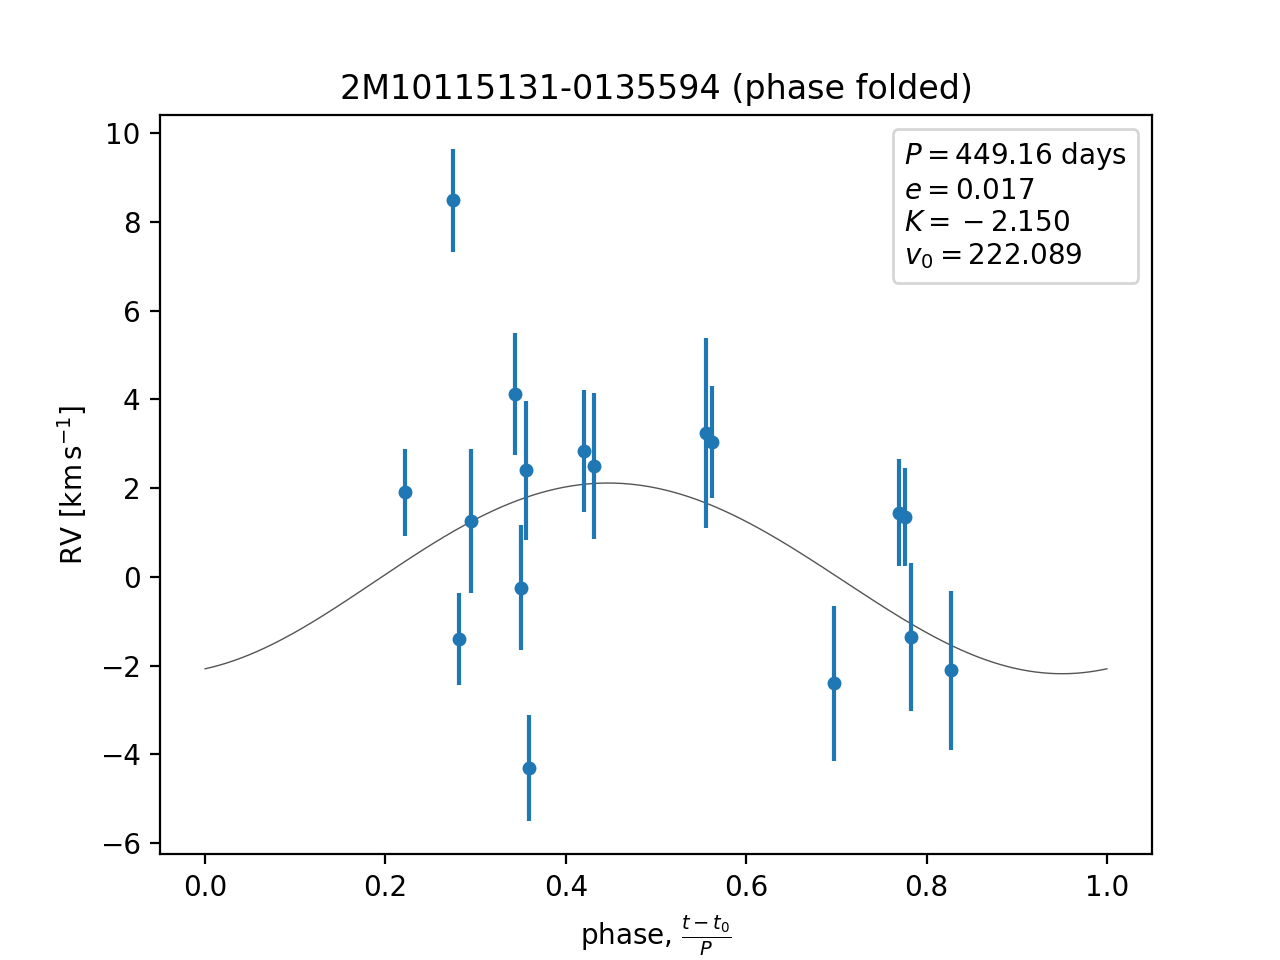 2M10115131-0135594 (phase folded)
P = 449.16 days
e = 0.017
K = −2.150
v₀ = 222.089
RV [km s⁻¹]
10
8
6
4
2
0
−2
−4
−6
0.0 0.2 0.4 0.6 0.8 1.0
phase, (t − t₀)/P